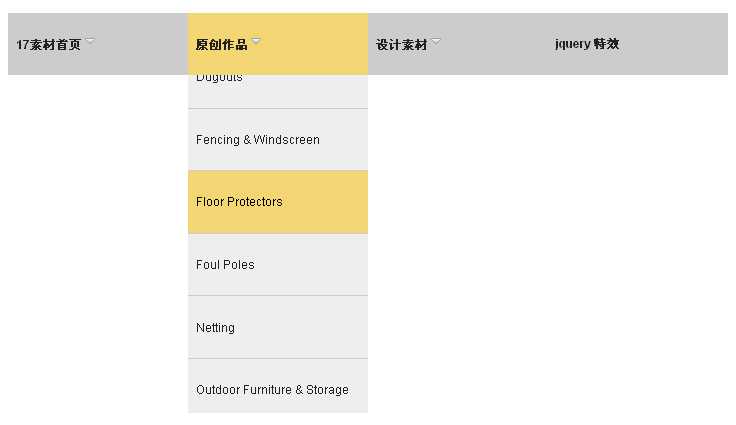 17素材首页
原创作品
设计素材
jquery 特效
Dugouts
Fencing & Windscreen
Floor Protectors
Foul Poles
Netting
Outdoor Furniture & Storage